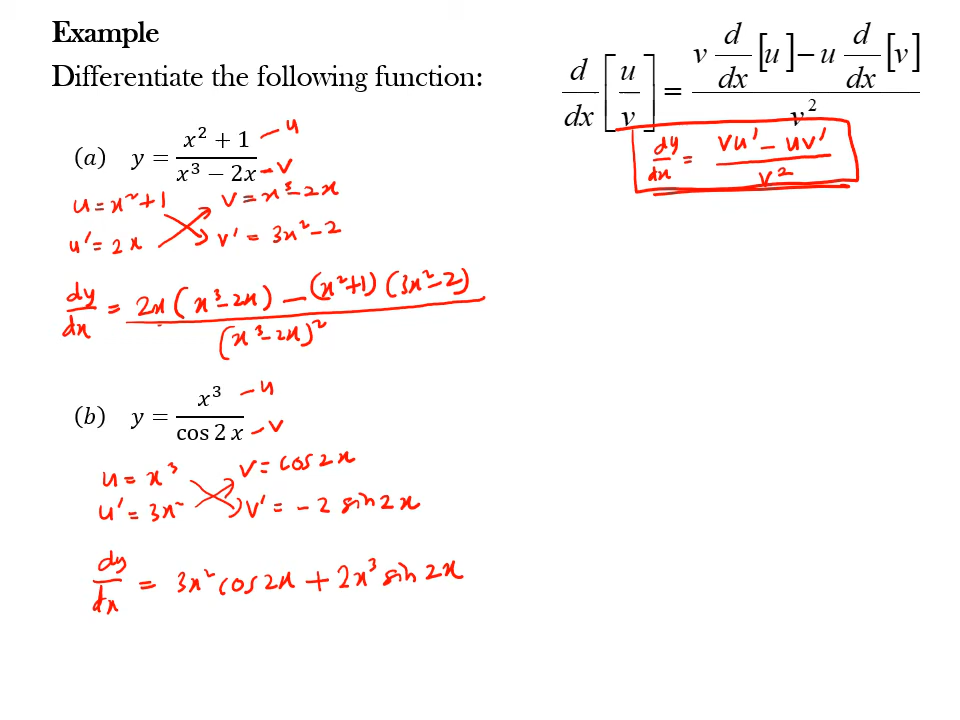 Example
Differentiate the following function:
d/dx [u/v] = (v d/dx [u] − u d/dx [v]) / v²
dy/dx = (vu' − uv') / v²
(a) y = (x² + 1) / (x³ − 2x)
− u
− v
u = x² + 1 v = x³ − 2x
u' = 2x v' = 3x² − 2
dy/dx = (2x (x³ − 2x) − (x² + 1) (3x² − 2)) / (x³ − 2x)²
(b) y = x³ / cos 2x
− u
− v
u = x³ v = cos 2x
u' = 3x² v' = − 2 sin 2x
dy/dx = 3x² cos 2x + 2x³ sin 2x